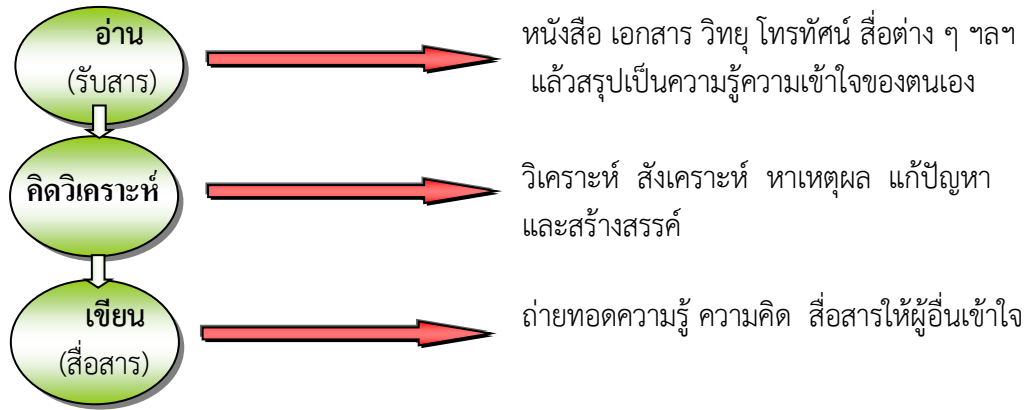 อ่าน
(รับสาร)
หนังสือ เอกสาร วิทยุ โทรทัศน์ สื่อต่าง ๆ ฯลฯ
แล้วสรุปเป็นความรู้ความเข้าใจของตนเอง
คิดวิเคราะห์
วิเคราะห์ สังเคราะห์ หาเหตุผล แก้ปัญหา
และสร้างสรรค์
เขียน
(สื่อสาร)
ถ่ายทอดความรู้ ความคิด สื่อสารให้ผู้อื่นเข้าใจ